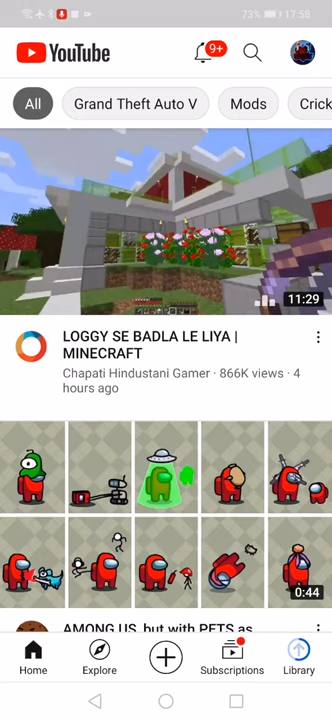 73% 17:58
YouTube 9+
All Grand Theft Auto V Mods Crick
11:29
LOGGY SE BADLA LE LIYA |
MINECRAFT
Chapati Hindustani Gamer · 866K views · 4
hours ago
0:44
AMONG US, but with PETS as
Home Explore Subscriptions Library